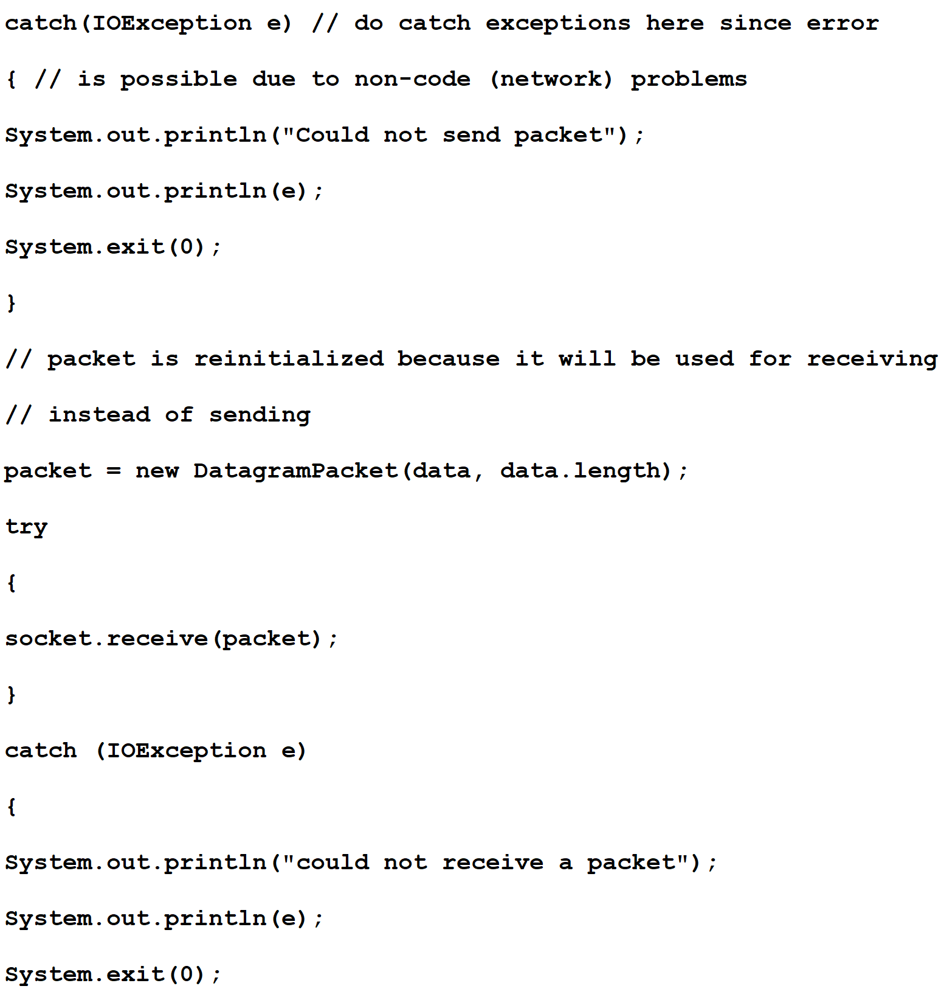 catch(IOException e) // do catch exceptions here since error
{ // is possible due to non-code (network) problems
System.out.println("Could not send packet");
System.out.println(e);
System.exit(0);
}
// packet is reinitialized because it will be used for receiving
// instead of sending
packet = new DatagramPacket(data, data.length);
try
{
socket.receive(packet);
}
catch (IOException e)
{
System.out.println("could not receive a packet");
System.out.println(e);
System.exit(0);